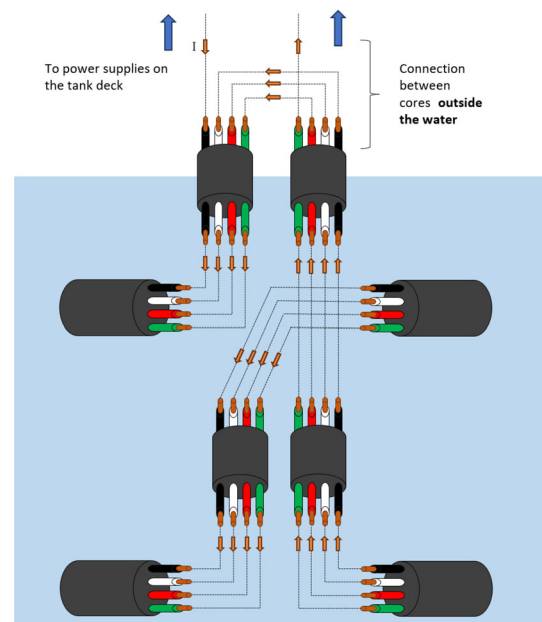 I
To power supplies on
the tank deck
Connection
between
cores outside
the water